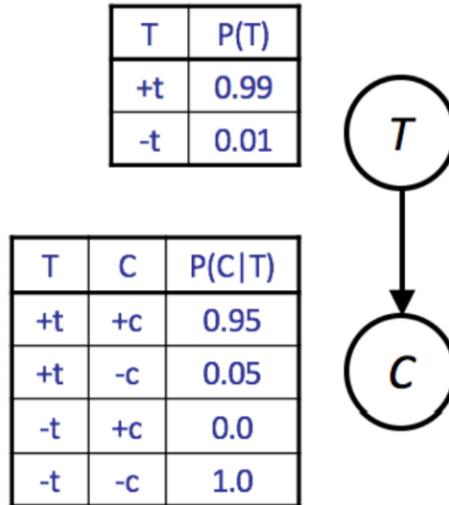 T P(T)
+t 0.99
-t 0.01
T
T C P(C|T)
+t +c 0.95
+t -c 0.05
-t +c 0.0
-t -c 1.0
C